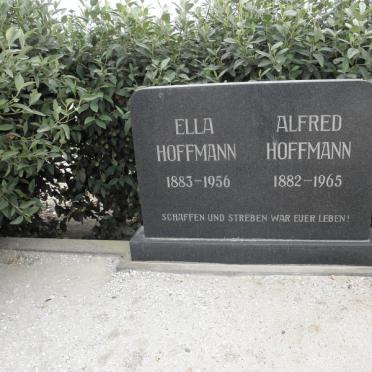 ELLA
HOFFMANN
1883-1956
ALFRED
HOFFMANN
1882-1965
SCHAFFEN UND STREBEN WAR EUER LEBEN!